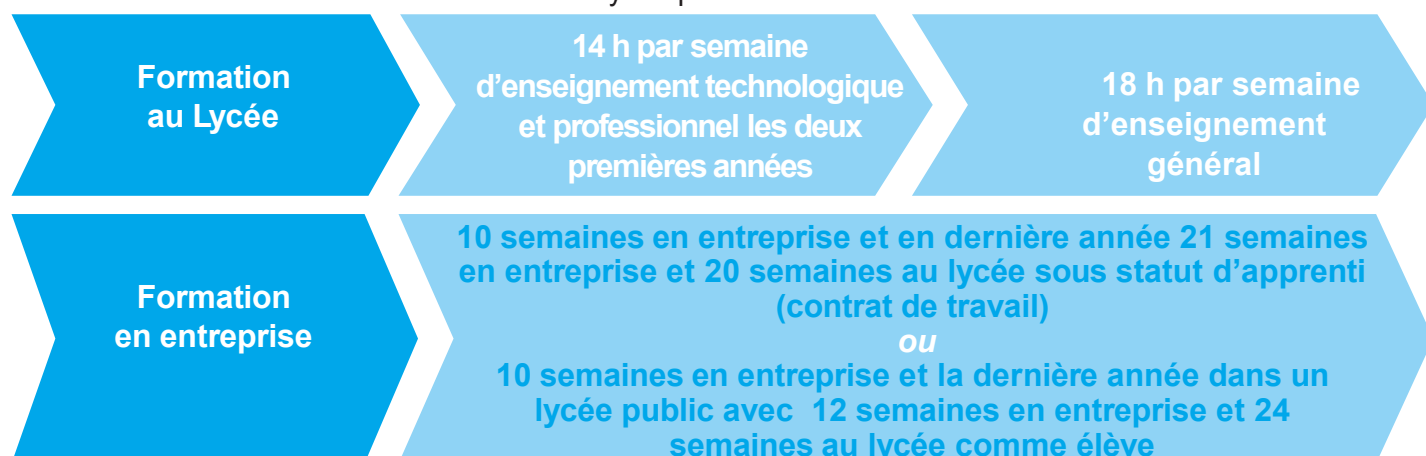 Formation
au Lycée
14 h par semaine
d'enseignement technologique
et professionnel les deux
premières années
18 h par semaine
d'enseignement
général
Formation
en entreprise
10 semaines en entreprise et en dernière année 21 semaines
en entreprise et 20 semaines au lycée sous statut d'apprenti
(contrat de travail)
ou
10 semaines en entreprise et la dernière année dans un
lycée public avec 12 semaines en entreprise et 24
semaines au lycée comme élève